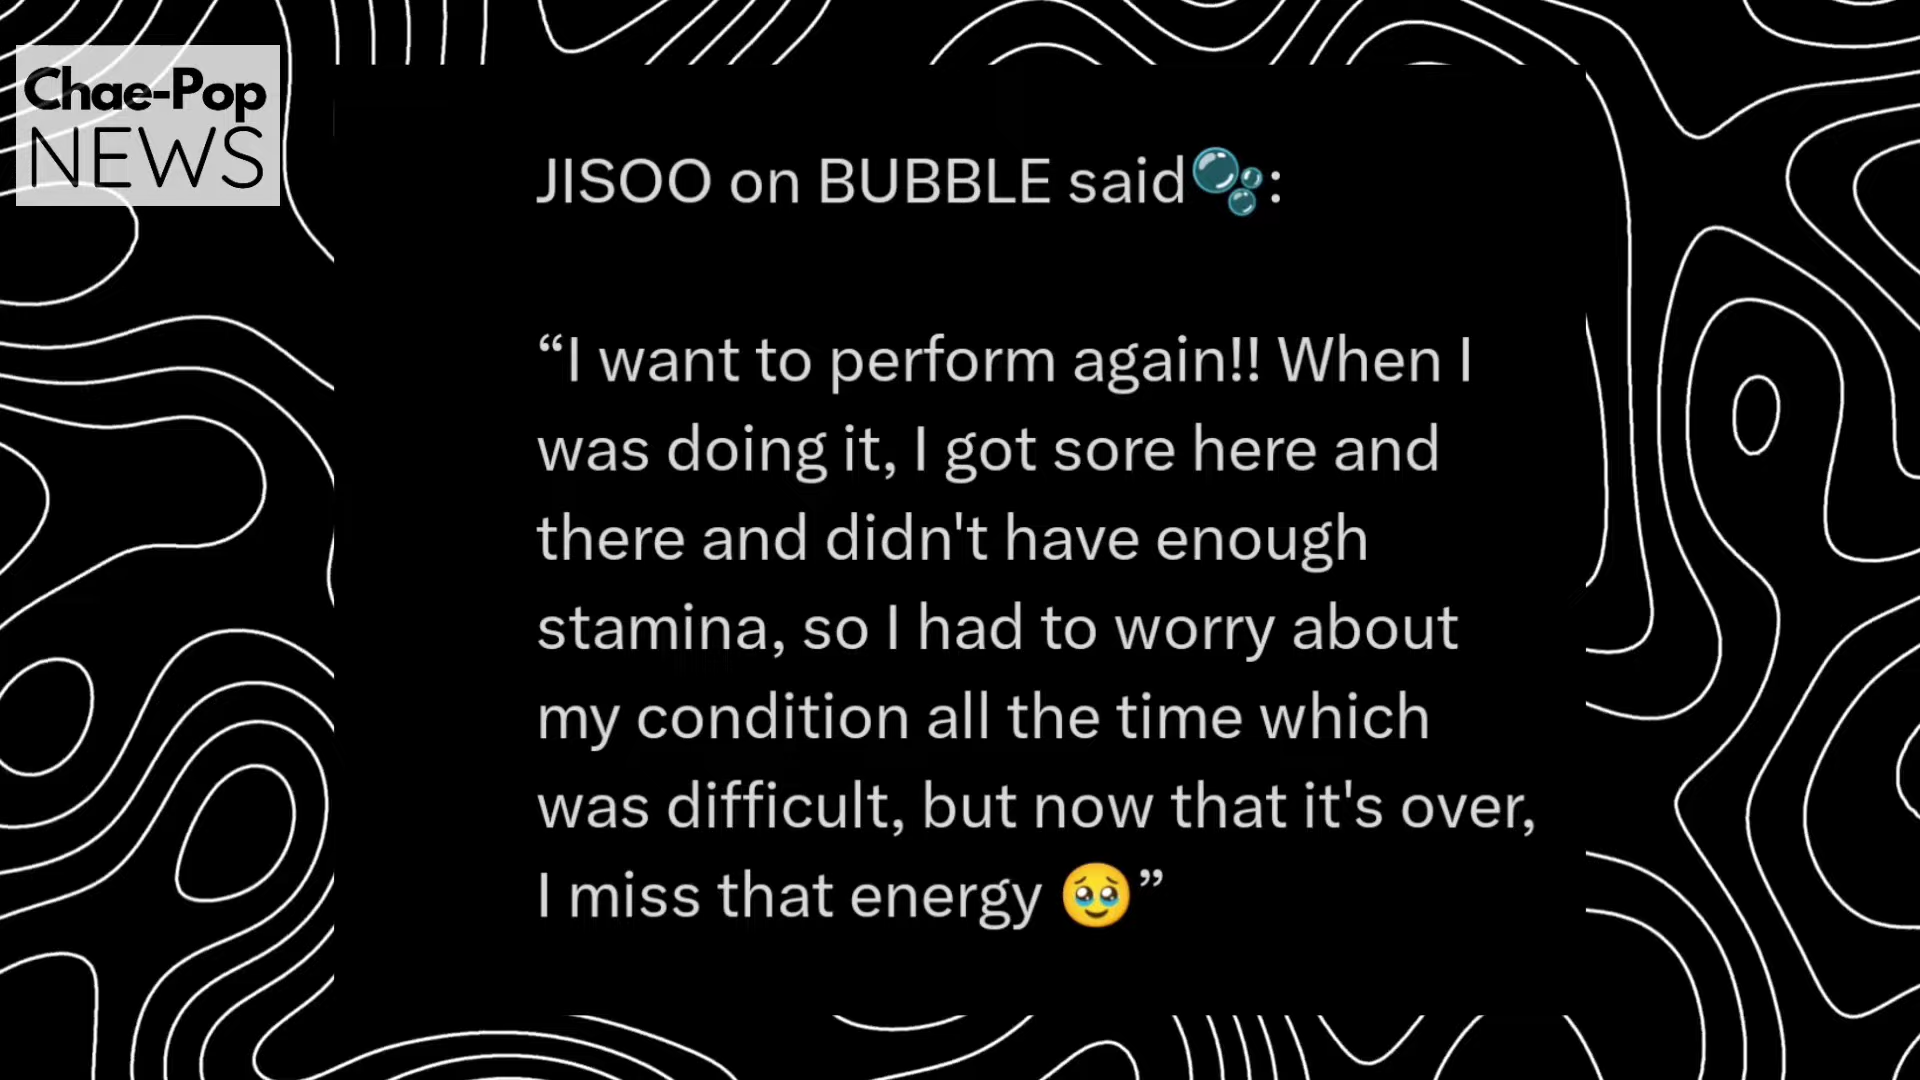 Chae-Pop
NEWS
JISOO on BUBBLE said🫧:
“I want to perform again!! When I
was doing it, I got sore here and
there and didn't have enough
stamina, so I had to worry about
my condition all the time which
was difficult, but now that it's over,
I miss that energy 🥹”